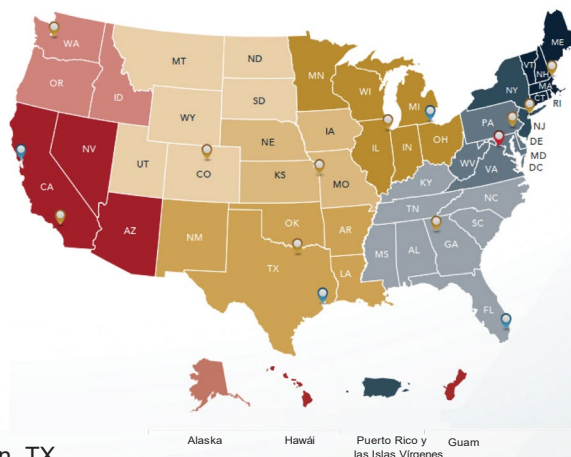 WA
OR
ID
MT
ND
SD
WY
NE
UT
CO
KS
NV
CA
AZ
NM
OK
TX
MN
IA
MO
AR
LA
WI
IL
MI
IN
OH
KY
TN
MS
AL
GA
FL
SC
NC
VA
WV
PA
NY
VT
NH
ME
MA
CT
RI
NJ
DE
MD
DC
Alaska
Hawái
Puerto Rico y
las Islas Vírgenes
Guam
n, TX